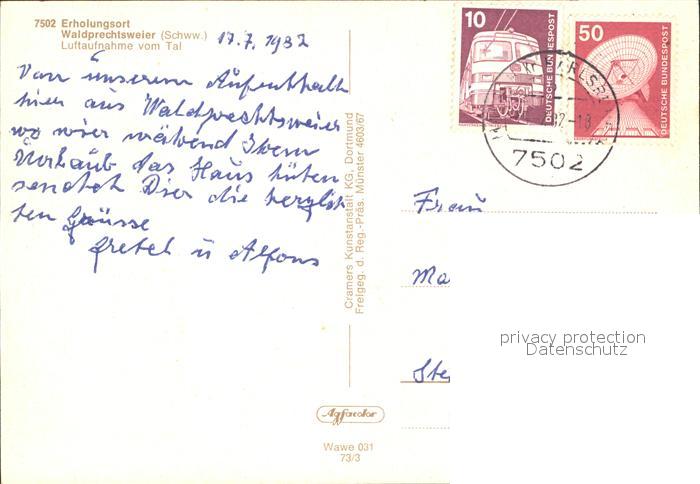 7502 Erholungsort
Waldprechtsweier (Schww.)
Luftaufnahme vom Tal
17.7.1982
Von unserem Aufenthalt
hier aus Waldprechtsweier
wo wir während Ihrem
Urlaub das Haus hüten
sendet Dier die herzlich
ten Grüsse
Gretel u Alfons
Cramers Kunstanstalt KG, Dortmund
Freigeg. d. Reg.-Präs. Münster 4603/67
Agfacolor
Wawe 031
73/3
10
DEUTSCHE BUNDESPOST
50
DEUTSCHE BUNDESPOST
7502
Frau
Ma
Ste
privacy protection
Datenschutz